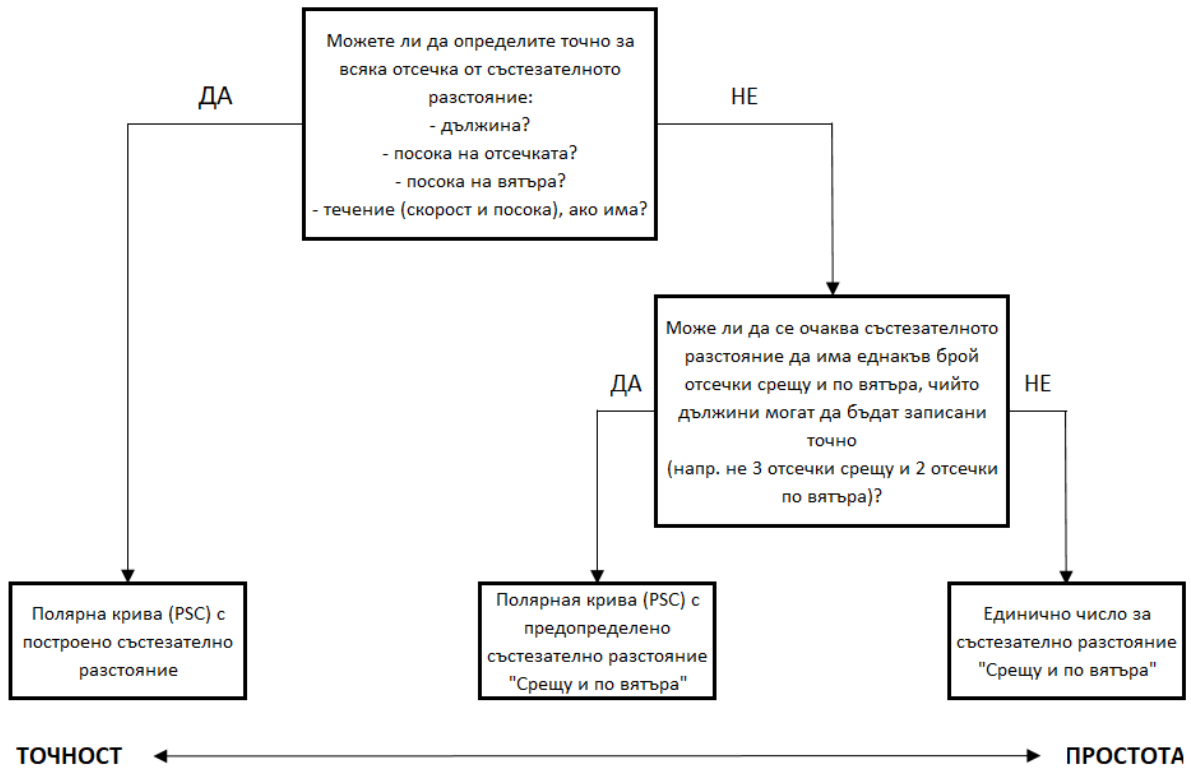 Можете ли да определите точно за
всяка отсечка от състезателното
разстояние:
- дължина?
- посока на отсечката?
- посока на вятъра?
- течение (скорост и посока), ако има?
ДА
НЕ
Може ли да се очаква състезателното
разстояние да има еднакъв брой
отсечки срещу и по вятъра, чийто
дължини могат да бъдат записани
точно
(напр. не 3 отсечки срещу и 2 отсечки
по вятъра)?
ДА
НЕ
Полярна крива (PSC) с
построено състезателно
разстояние
Полярная крива (PSC) с
предопределено
състезателно разстояние
"Срещу и по вятъра"
Единично число за
състезателно разстояние
"Срещу и по вятъра"
ТОЧНОСТ
ПРОСТОТА